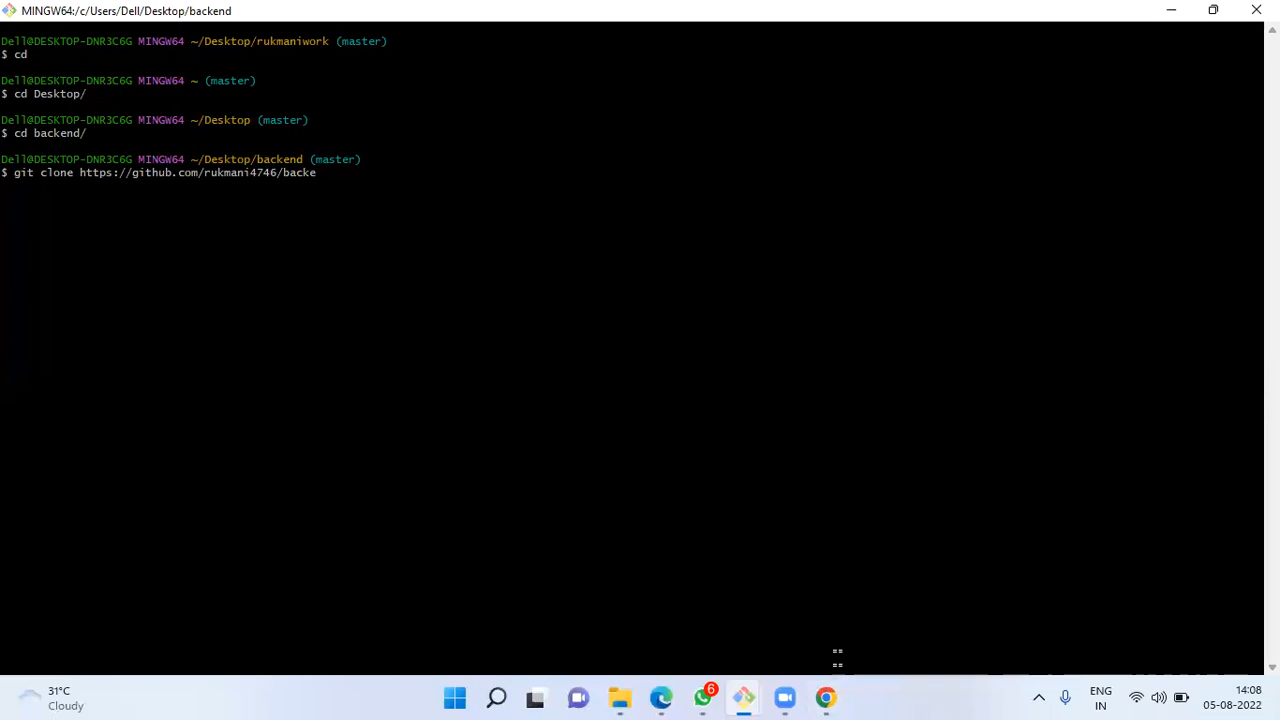 MINGW64:/c/Users/Dell/Desktop/backend
Dell@DESKTOP-DNR3C6G MINGW64 ~/Desktop/rukmaniwork (master)
$ cd
Dell@DESKTOP-DNR3C6G MINGW64 ~ (master)
$ cd Desktop/
Dell@DESKTOP-DNR3C6G MINGW64 ~/Desktop (master)
$ cd backend/
Dell@DESKTOP-DNR3C6G MINGW64 ~/Desktop/backend (master)
$ git clone https://github.com/rukmani4746/backe
==
==
31°C
Cloudy
6
ENG
IN
14:08
05-08-2022